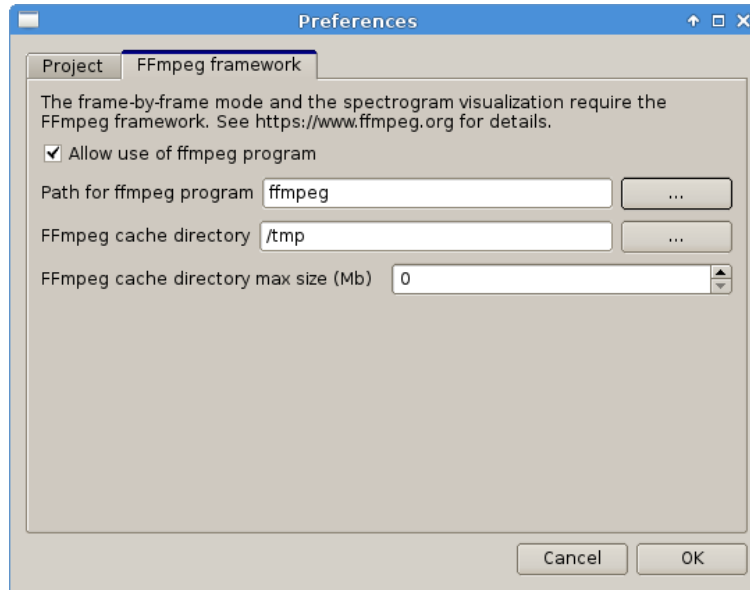 Preferences
Project FFmpeg framework
The frame-by-frame mode and the spectrogram visualization require the
FFmpeg framework. See https://www.ffmpeg.org for details.
Allow use of ffmpeg program
Path for ffmpeg program ffmpeg ...
FFmpeg cache directory /tmp ...
FFmpeg cache directory max size (Mb) 0
Cancel OK